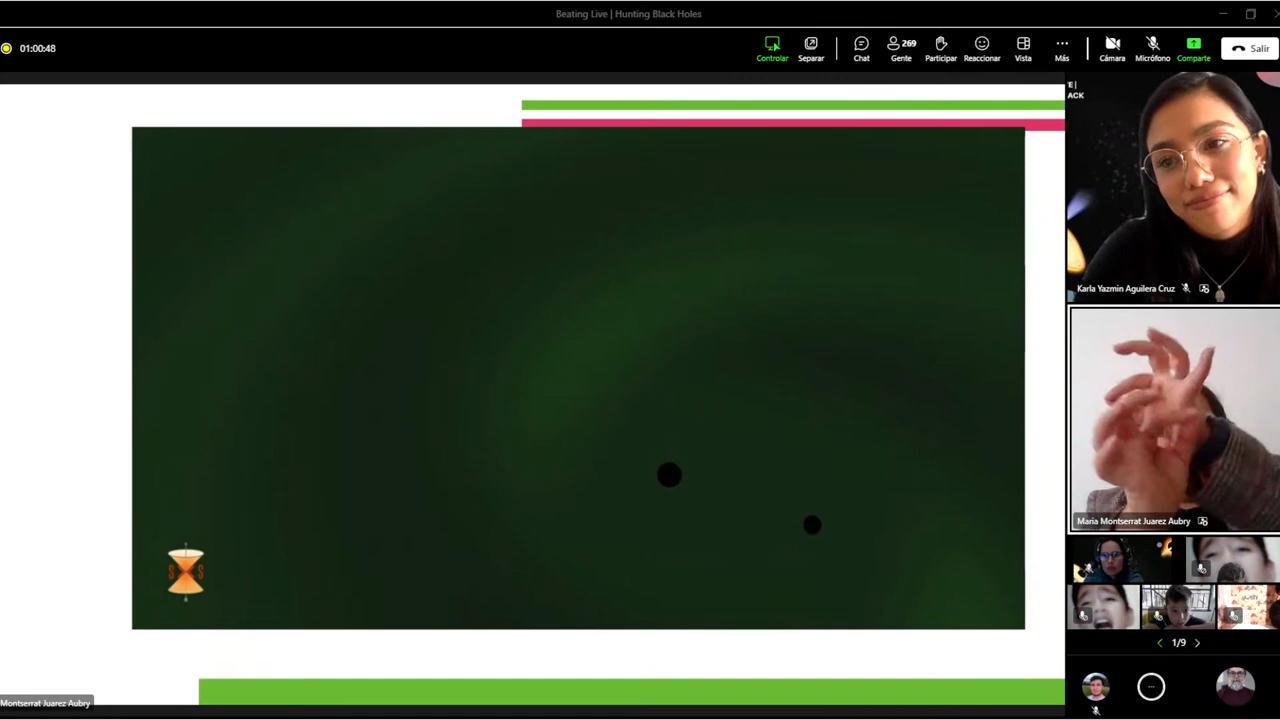 Beating Live | Hunting Black Holes
01:00:48
Controlar
Separar
Chat
269
Gente
Participar
Reaccionar
Vista
Más
Cámara
Micrófono
Comparte
Salir
E |
ACK
Karla Yazmin Aguilera Cruz
Maria Montserrat Juarez Aubry
S S
1/9
Montserrat Juarez Aubry